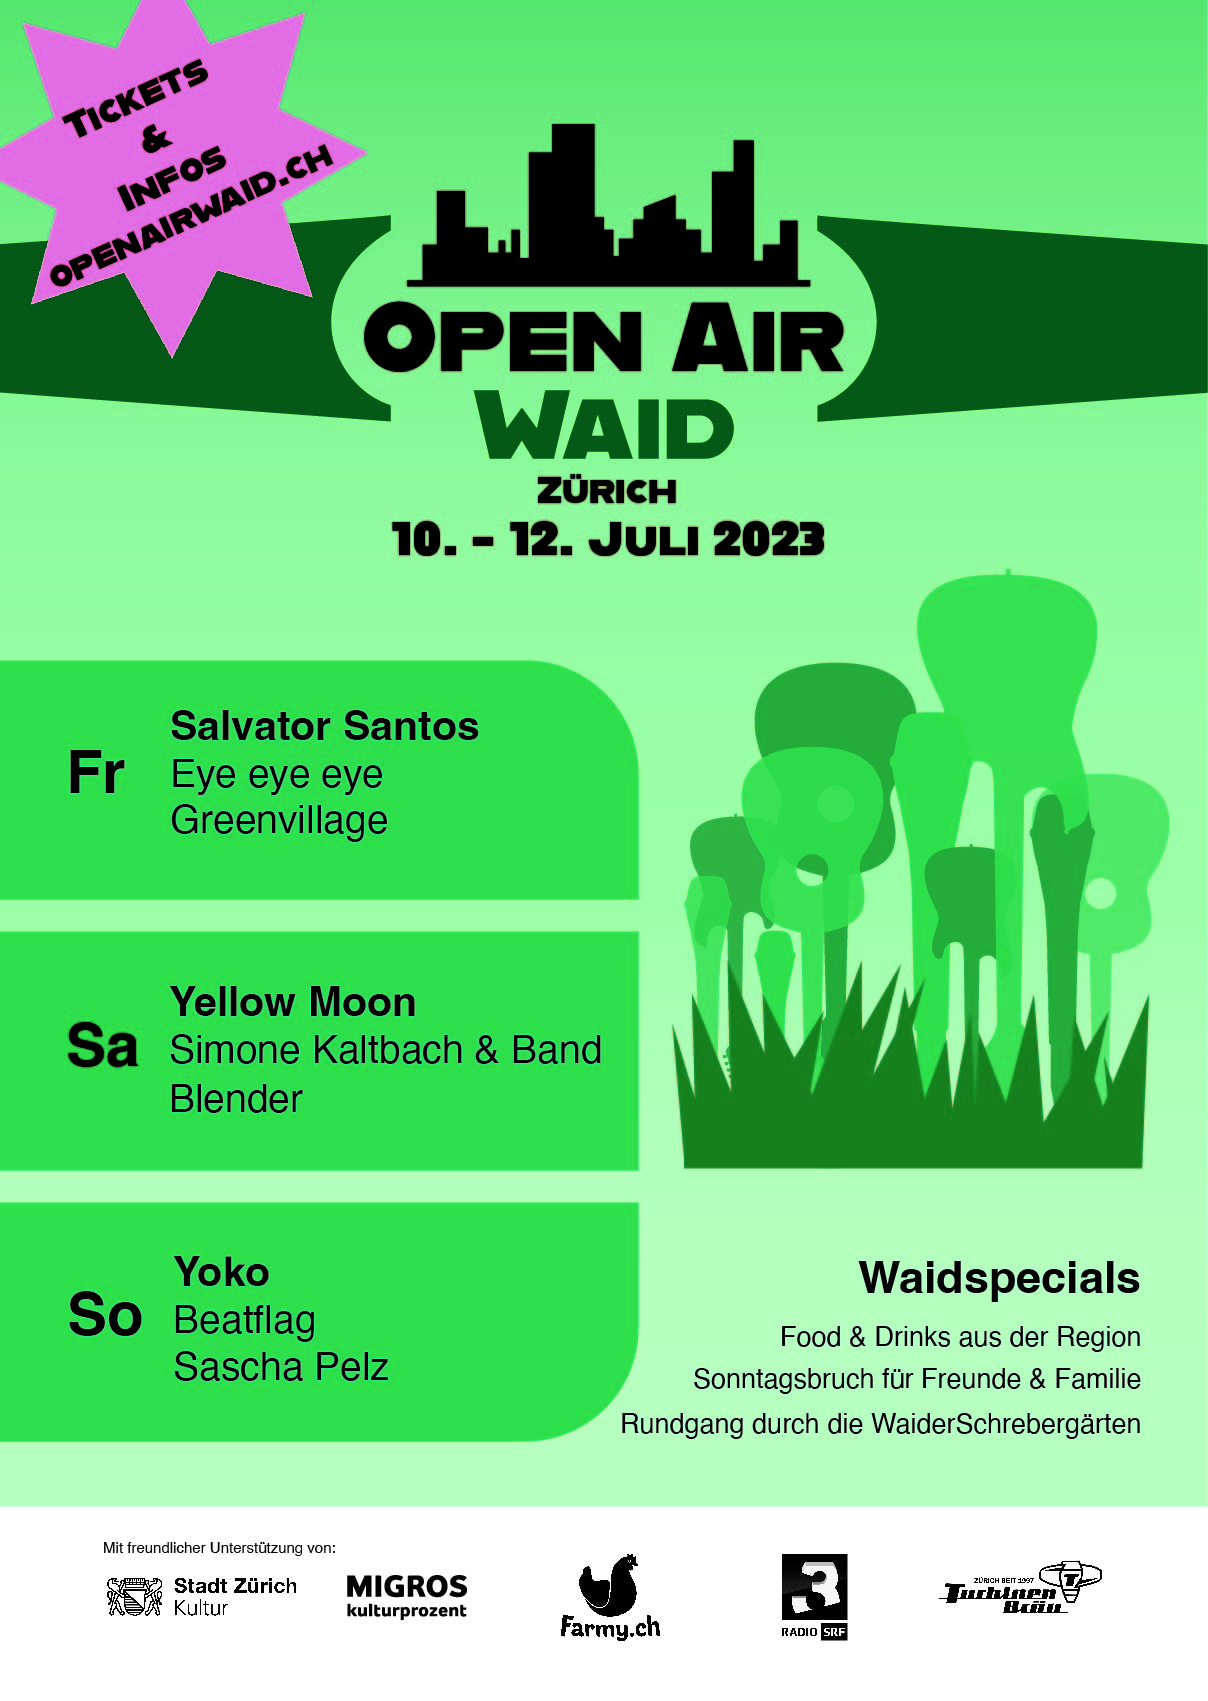 Tickets
&
Infos
openairwaid.ch
Open Air
Waid
Zürich
10. – 12. Juli 2023
Fr
Salvator Santos
Eye eye eye
Greenvillage
Sa
Yellow Moon
Simone Kaltbach & Band
Blender
So
Yoko
Beatflag
Sascha Pelz
Waidspecials
Food & Drinks aus der Region
Sonntagsbruch für Freunde & Familie
Rundgang durch die WaiderSchrebergärten
Mit freundlicher Unterstützung von:
Stadt Zürich
Kultur
MIGROS
kulturprozent
Farmy.ch
3
RADIO SRF
ZÜRICH SEIT 1997
T
Turbinen
Bräu